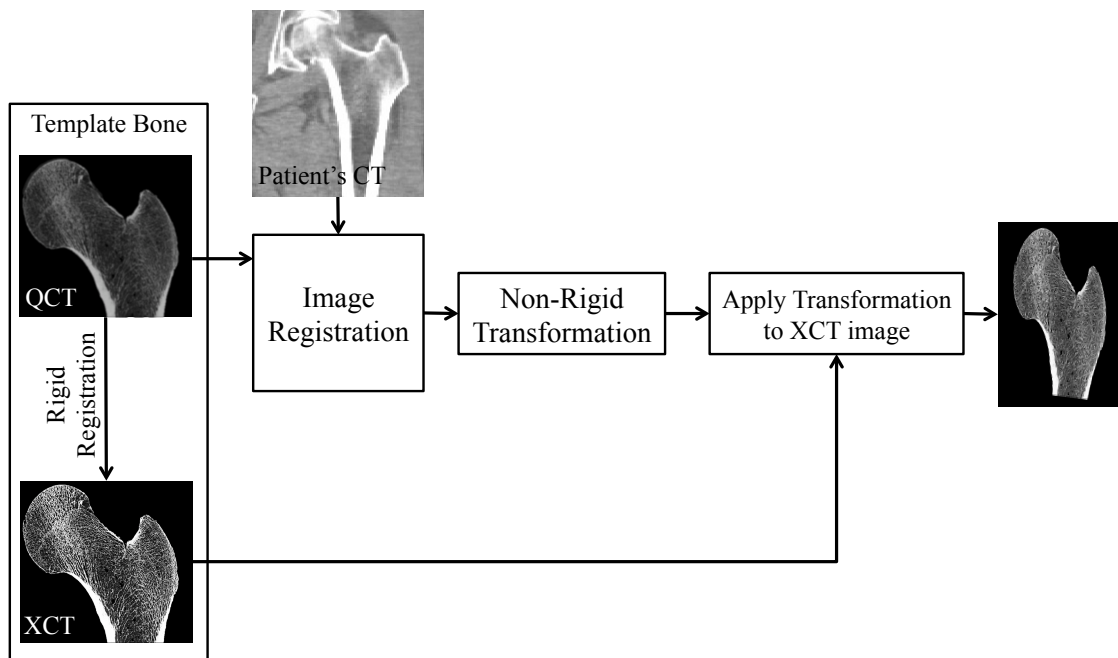 Template Bone
QCT
Rigid
Registration
XCT
Patient's CT
Image
Registration
Non-Rigid
Transformation
Apply Transformation
to XCT image